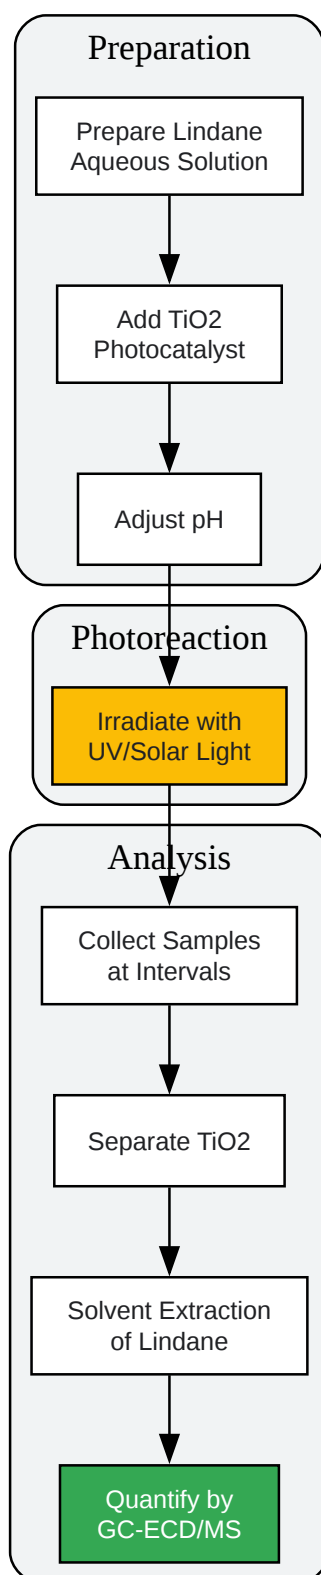 Preparation
Prepare Lindane
Aqueous Solution
Add TiO2
Photocatalyst
Adjust pH
Photoreaction
Irradiate with
UV/Solar Light
Analysis
Collect Samples
at Intervals
Separate TiO2
Solvent Extraction
of Lindane
Quantify by
GC-ECD/MS